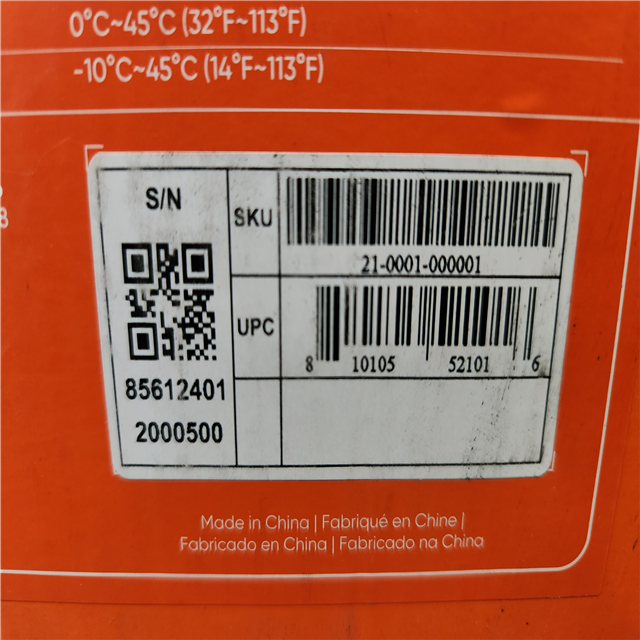 0°C~45°C (32°F~113°F)
-10°C~45°C (14°F~113°F)
S/N
SKU
21-0001-000001
UPC
8 10105 52101 6
85612401
2000500
Made in China | Fabriqué en Chine |
Fabricado en China | Fabricado na China